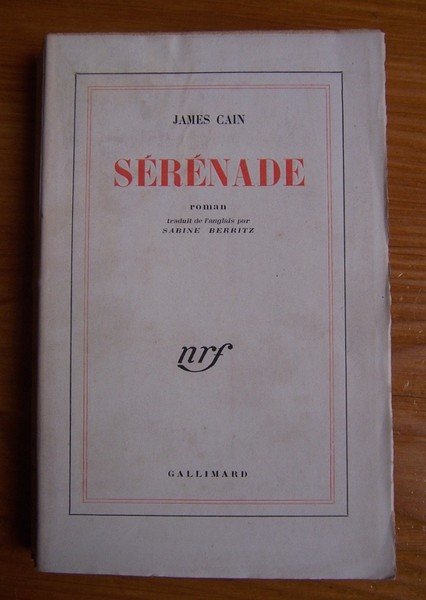 JAMES CAIN
SÉRÉNADE
roman
traduit de l'anglais par
SABINE BERRITZ
nrf
GALLIMARD